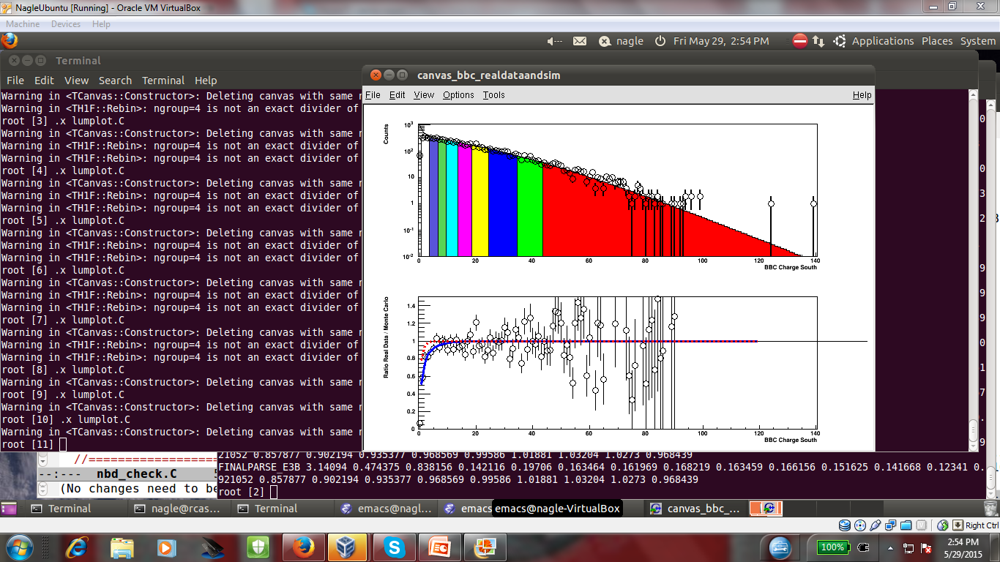 NagleUbuntu [Running] - Oracle VM VirtualBox
Machine Devices Help
nagle Fri May 29, 2:54 PM Applications Places System
Terminal
File Edit View Search Terminal Help
Warning in <TCanvas::Constructor>: Deleting canvas with same
Warning in <TH1F::Rebin>: ngroup=4 is not an exact divider of
root [3] .x lumplot.C
Warning in <TCanvas::Constructor>: Deleting canvas with same
Warning in <TH1F::Rebin>: ngroup=4 is not an exact divider of
Warning in <TH1F::Rebin>: ngroup=4 is not an exact divider of
root [4] .x lumplot.C
Warning in <TCanvas::Constructor>: Deleting canvas with same
Warning in <TH1F::Rebin>: ngroup=4 is not an exact divider of
Warning in <TH1F::Rebin>: ngroup=4 is not an exact divider of
root [5] .x lumplot.C
Warning in <TCanvas::Constructor>: Deleting canvas with same
Warning in <TH1F::Rebin>: ngroup=4 is not an exact divider of
Warning in <TH1F::Rebin>: ngroup=4 is not an exact divider of
root [6] .x lumplot.C
Warning in <TCanvas::Constructor>: Deleting canvas with same
Warning in <TH1F::Rebin>: ngroup=4 is not an exact divider of
Warning in <TH1F::Rebin>: ngroup=4 is not an exact divider of
root [7] .x lumplot.C
Warning in <TCanvas::Constructor>: Deleting canvas with same
Warning in <TH1F::Rebin>: ngroup=4 is not an exact divider of
Warning in <TH1F::Rebin>: ngroup=4 is not an exact divider of
root [8] .x lumplot.C
Warning in <TCanvas::Constructor>: Deleting canvas with same
root [9] .x lumplot.C
Warning in <TCanvas::Constructor>: Deleting canvas with same
root [10] .x lumplot.C
Warning in <TCanvas::Constructor>: Deleting canvas with same
root [11]
canvas_bbc_realdataandsim
File Edit View Options Tools Help
Counts
10³
10²
10
1
10⁻¹
10⁻²
0 20 40 60 80 100 120 140
BBC Charge South
Ratio Real Data / Monte Carlo
1.4
1.2
1
0.8
0.6
0.4
0.2
0
0 20 40 60 80 100 120 140
BBC Charge South
//====================
--:--- nbd_check.C
(No changes need to be
21052 0.857877 0.902194 0.935377 0.968569 0.99586 1.01881 1.03204 1.0273 0.968439
FINALPARSE_E3B 3.14094 0.474375 0.838156 0.142116 0.19706 0.163464 0.161969 0.168219 0.163459 0.166156 0.151625 0.141668 0.12341 0.
921052 0.857877 0.902194 0.935377 0.968569 0.99586 1.01881 1.03204 1.0273 0.968439
root [2]
Terminal nagle@rcas... Terminal emacs@nagl... emacs emacs@nagle-VirtualBox canvas_bbc_...
Right Ctrl
100%
2:54 PM
5/29/2015